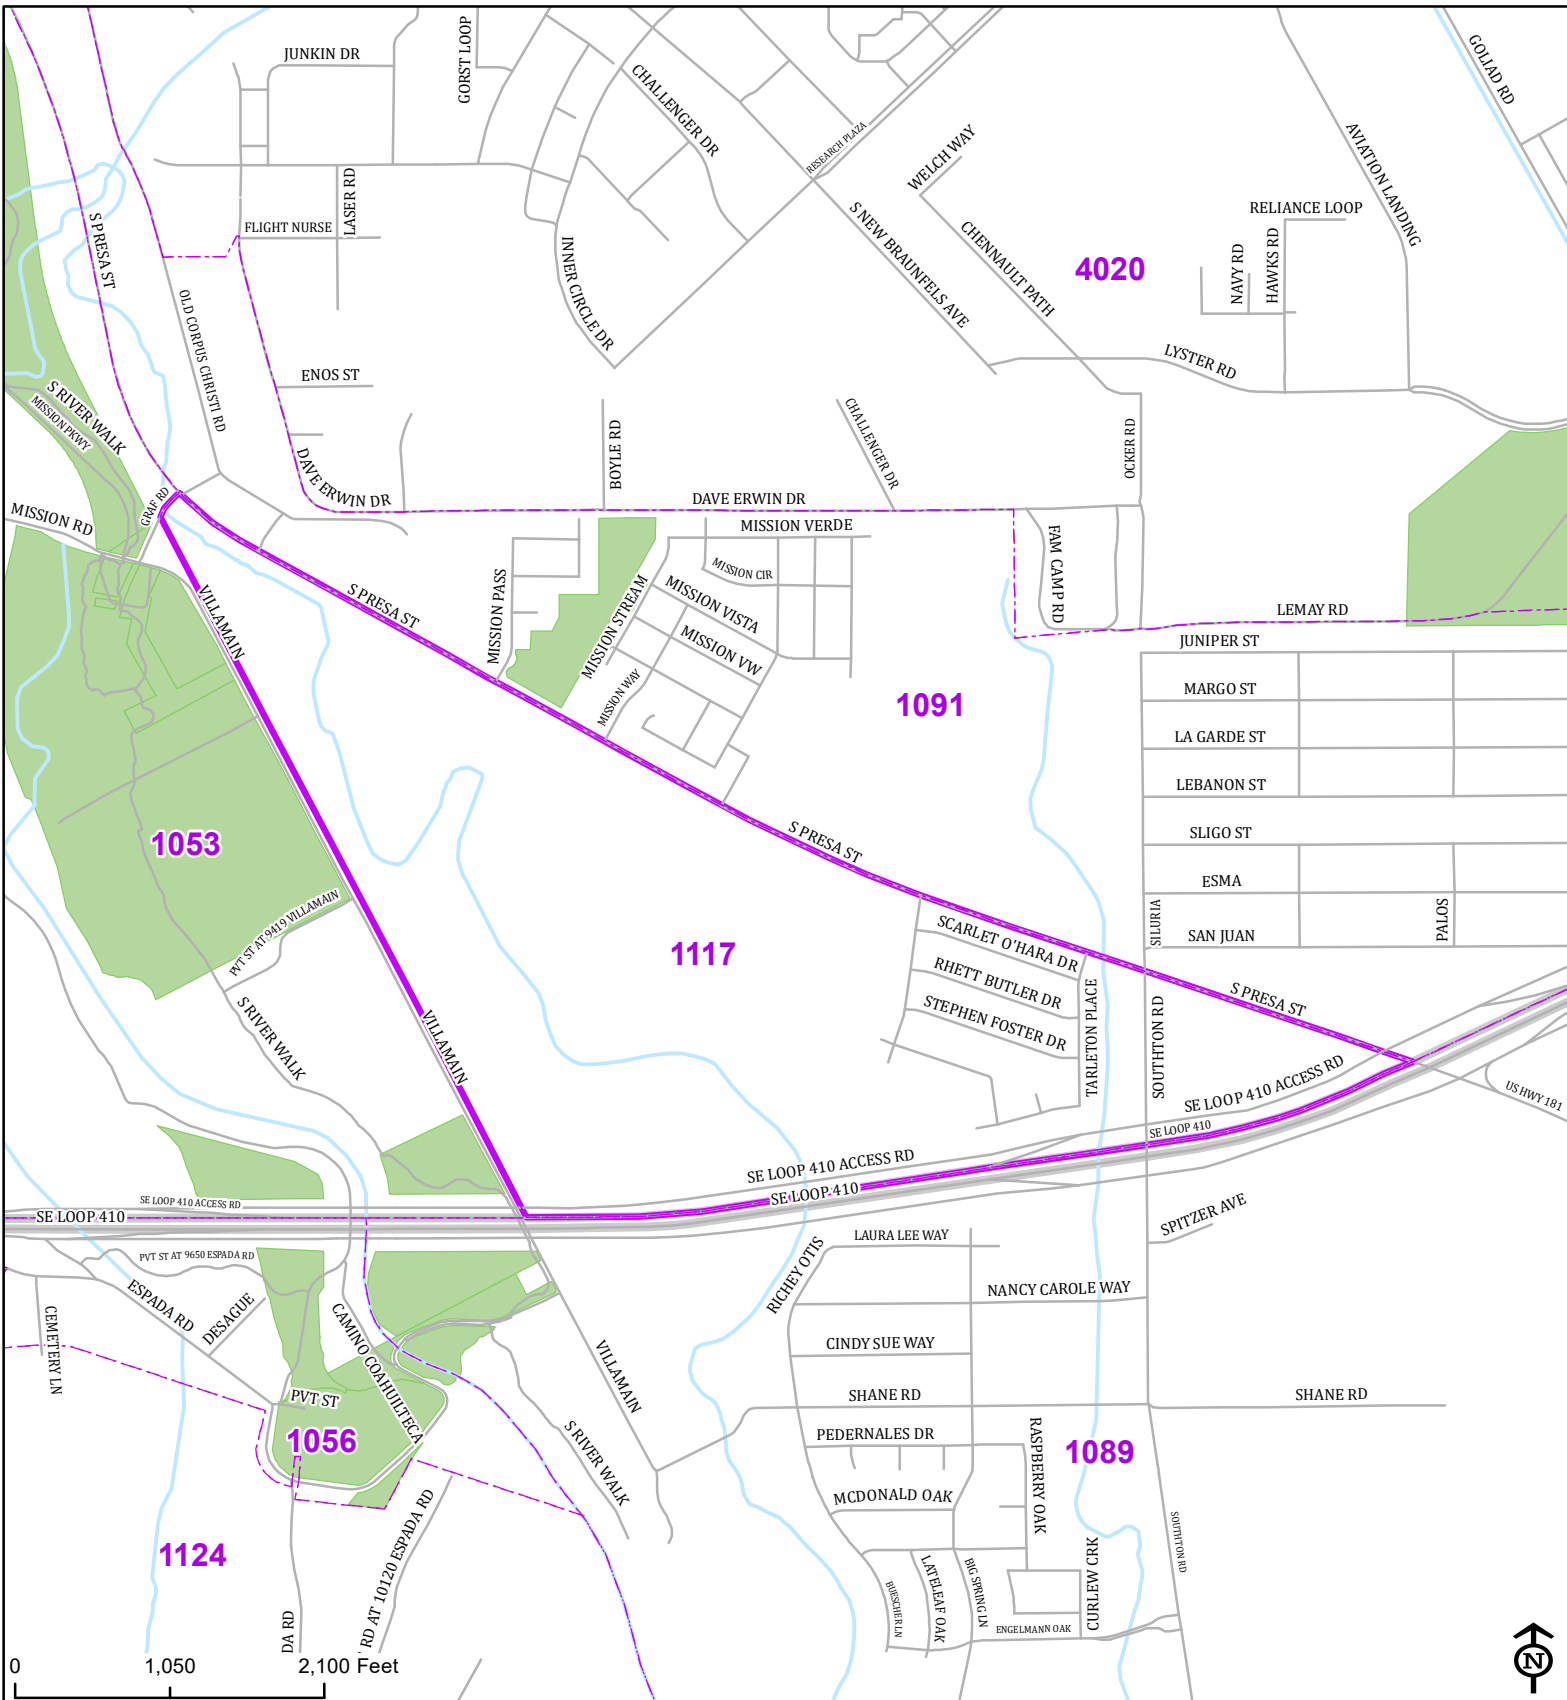 JUNKIN DR
GORST LOOP
CHALLENGER DR
GOLIAD RD
RESEARCH PLAZA
WELCH WAY
AVIATION LANDING
S PRESA ST
FLIGHT NURSE
LASER RD
INNER CIRCLE DR
S NEW BRAUNFELS AVE
CHENNAULT PATH
4020
RELIANCE LOOP
NAVY RD
HAWKS RD
OLD CORPUS CHRISTI RD
LYSTER RD
ENOS ST
S RIVER WALK
MISSION PKWY
BOYLE RD
CHALLENGER DR
OCKER RD
DAVE ERWIN DR
DAVE ERWIN DR
GRAF RD
MISSION RD
MISSION VERDE
MISSION CIR
FAM CAMP RD
VILLAMAIN
S PRESA ST
MISSION PASS
MISSION STREAM
MISSION VISTA
MISSION VW
MISSION WAY
LEMAY RD
JUNIPER ST
MARGO ST
1091
LA GARDE ST
LEBANON ST
SLIGO ST
1053
S PRESA ST
ESMA
PVT ST AT 9419 VILLAMAIN
SILURIA
SAN JUAN
PALOS
1117
SCARLET O'HARA DR
RHETT BUTLER DR
STEPHEN FOSTER DR
TARLETON PLACE
SOUTHTON RD
S PRESA ST
S RIVER WALK
VILLAMAIN
SE LOOP 410 ACCESS RD
US HWY 181
SE LOOP 410
SE LOOP 410 ACCESS RD
SE LOOP 410
SE LOOP 410 ACCESS RD
SE LOOP 410
SPITZER AVE
LAURA LEE WAY
PVT ST AT 9650 ESPADA RD
RICHEY OTIS
NANCY CAROLE WAY
ESPADA RD
DESAGUE
CEMETERY LN
CAMINO COAHUILTECA
CINDY SUE WAY
VILLAMAIN
SHANE RD
SHANE RD
PVT ST
1056
PEDERNALES DR
RASPBERRY OAK
1089
S RIVER WALK
MCDONALD OAK
SOUTHTON RD
1124
RD AT 10120 ESPADA RD
BUESCHER LN
LATELEAF OAK
BIG SPRING LN
CURLEW CRK
ENGELMANN OAK
DA RD
0 1,050 2,100 Feet
N